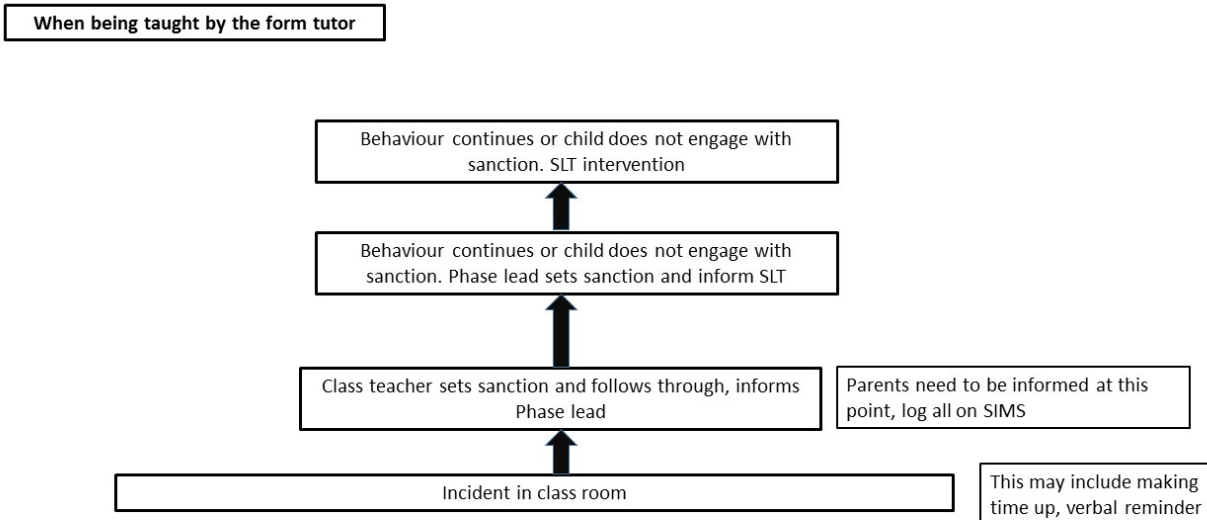 When being taught by the form tutor
Behaviour continues or child does not engage with
sanction. SLT intervention
Behaviour continues or child does not engage with
sanction. Phase lead sets sanction and inform SLT
Class teacher sets sanction and follows through, informs
Phase lead
Parents need to be informed at this
point, log all on SIMS
Incident in class room
This may include making
time up, verbal reminder